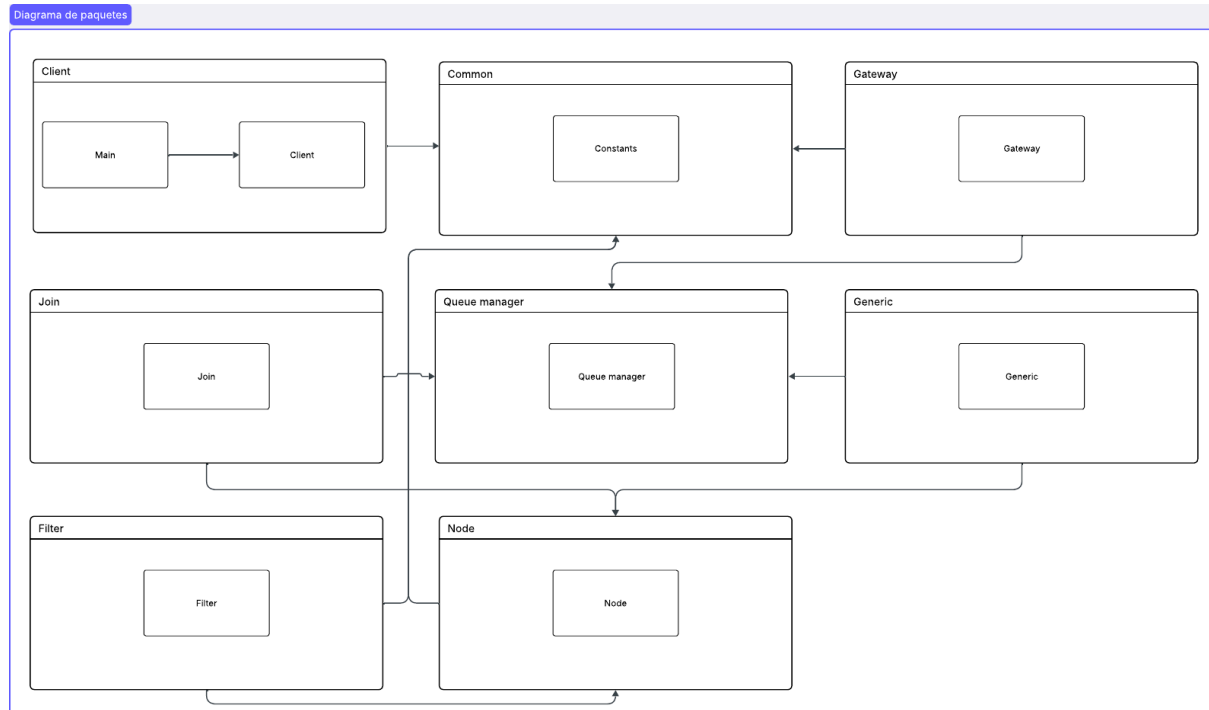 Diagrama de paquetes
Client
Main
Client
Common
Constants
Gateway
Gateway
Join
Join
Queue manager
Queue manager
Generic
Generic
Filter
Filter
Node
Node